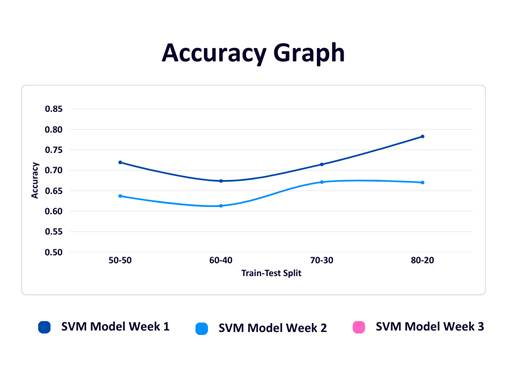 Accuracy Graph
0.85
0.80
0.75
0.70
0.65
0.60
0.55
0.50
Accuracy
50-50 60-40 70-30 80-20
Train-Test Split
SVM Model Week 1 SVM Model Week 2 SVM Model Week 3